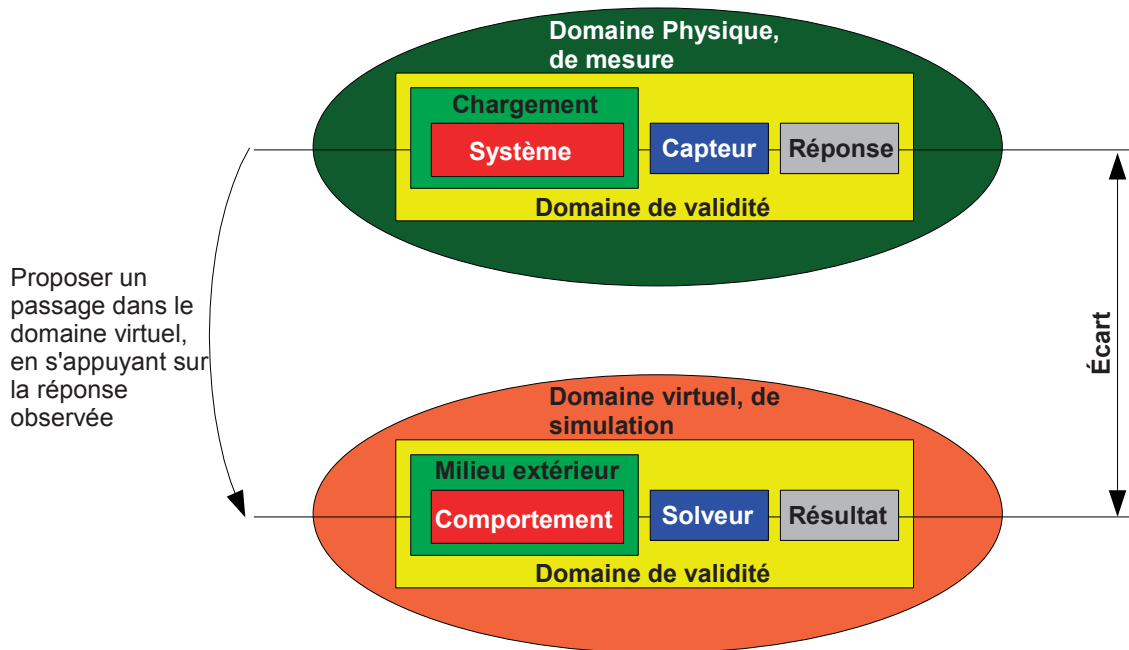 Domaine Physique,
de mesure
Chargement
Système
Capteur
Réponse
Domaine de validité
Proposer un
passage dans le
domaine virtuel,
en s'appuyant sur
la réponse
observée
Écart
Domaine virtuel, de
simulation
Milieu extérieur
Comportement
Solveur
Résultat
Domaine de validité